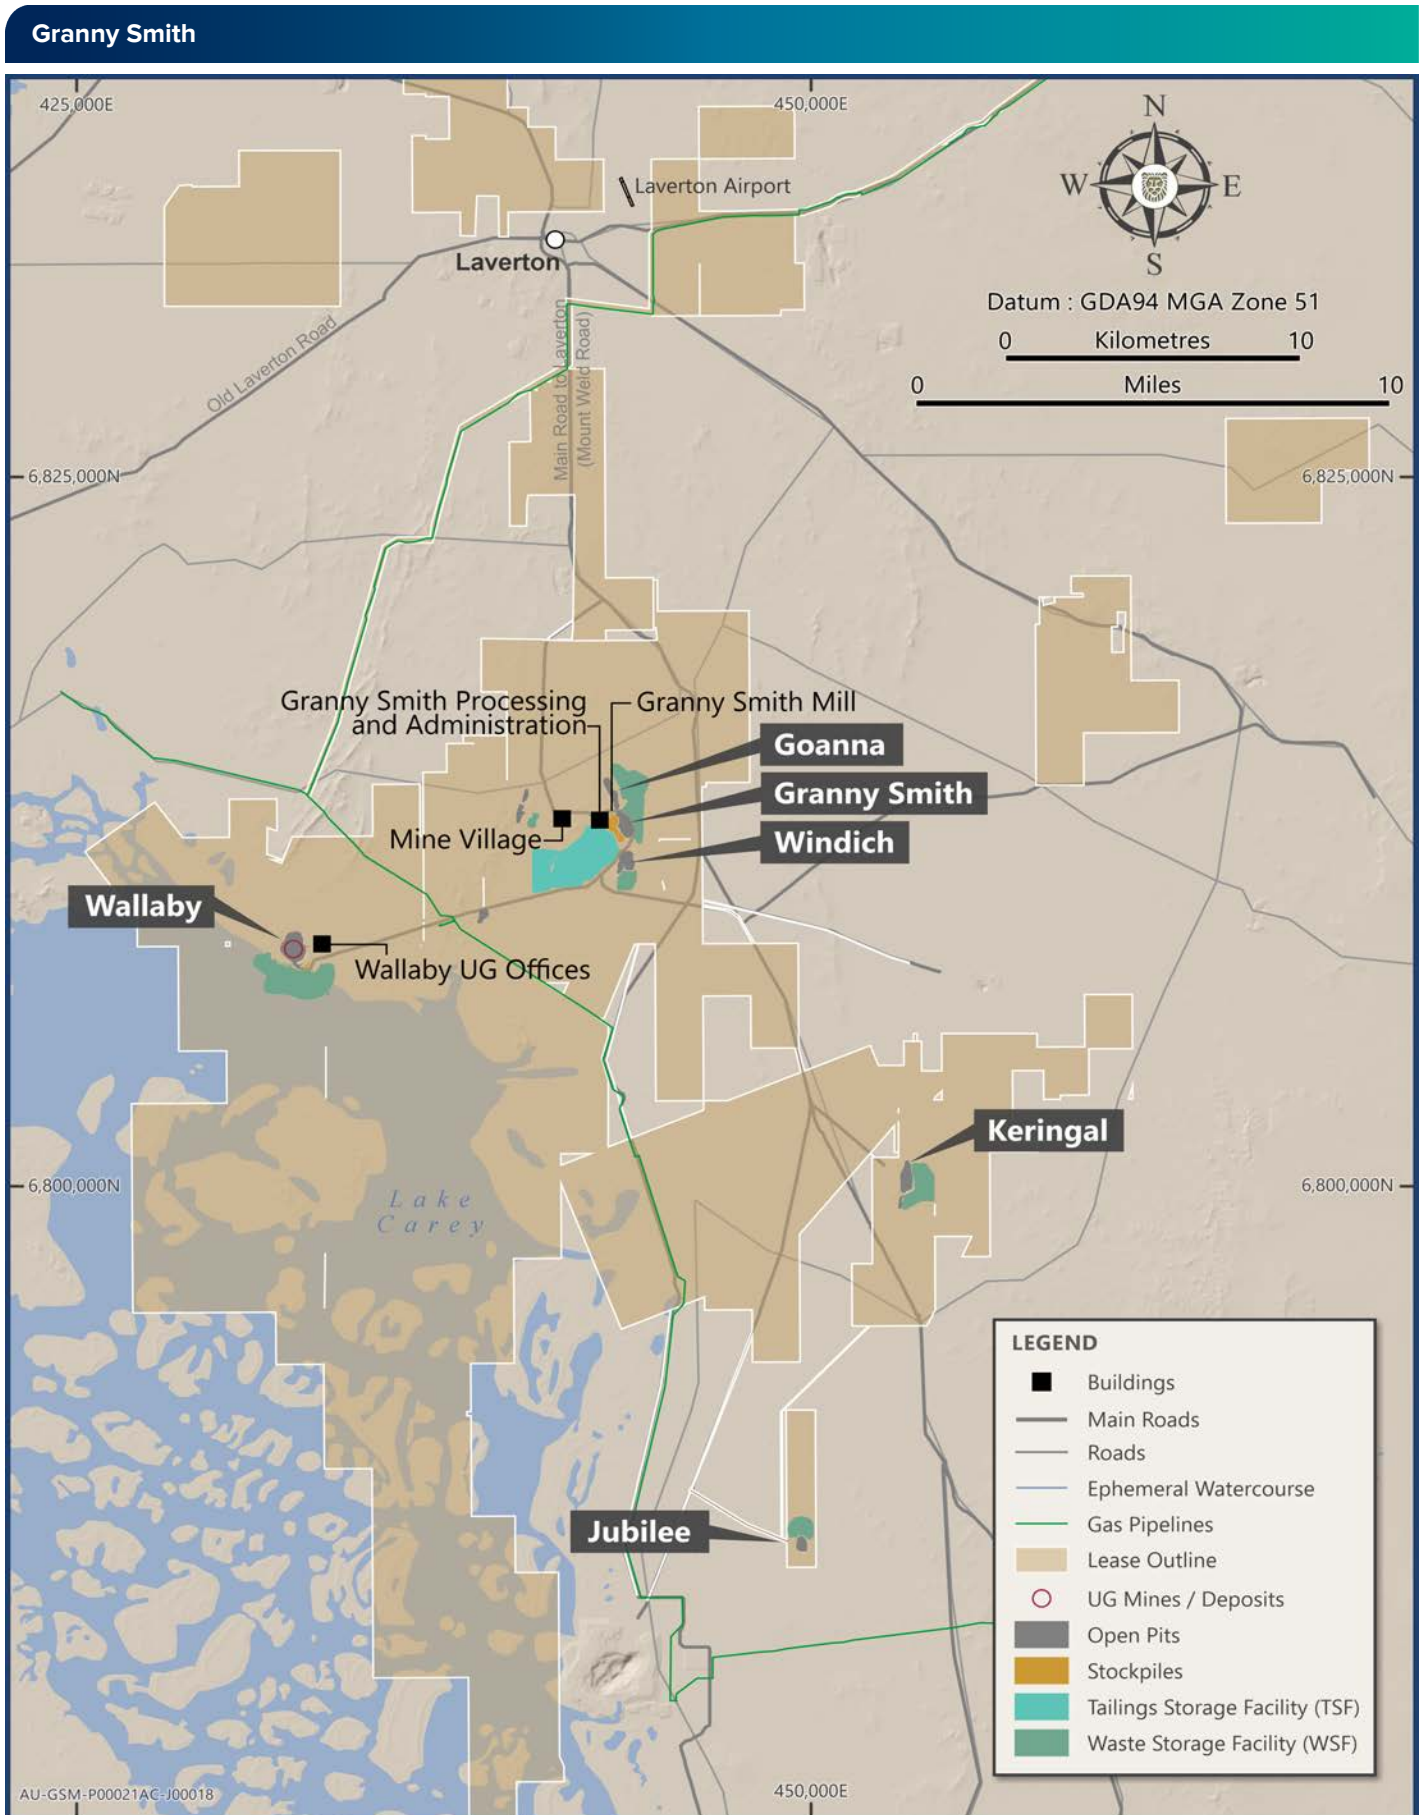 Granny Smith
425,000E
450,000E
N
W
E
S
Laverton Airport
Laverton
Datum : GDA94 MGA Zone 51
0 Kilometres 10
0 Miles 10
Old Laverton Road
Main Road to Laverton
(Mount Weld Road)
6,825,000N
6,825,000N
Granny Smith Processing
and Administration
Granny Smith Mill
Goanna
Granny Smith
Windich
Mine Village
Wallaby
Wallaby UG Offices
Keringal
6,800,000N
6,800,000N
Lake
Carey
Jubilee
LEGEND
Buildings
Main Roads
Roads
Ephemeral Watercourse
Gas Pipelines
Lease Outline
UG Mines / Deposits
Open Pits
Stockpiles
Tailings Storage Facility (TSF)
Waste Storage Facility (WSF)
AU-GSM-P00021AC-J00018
450,000E